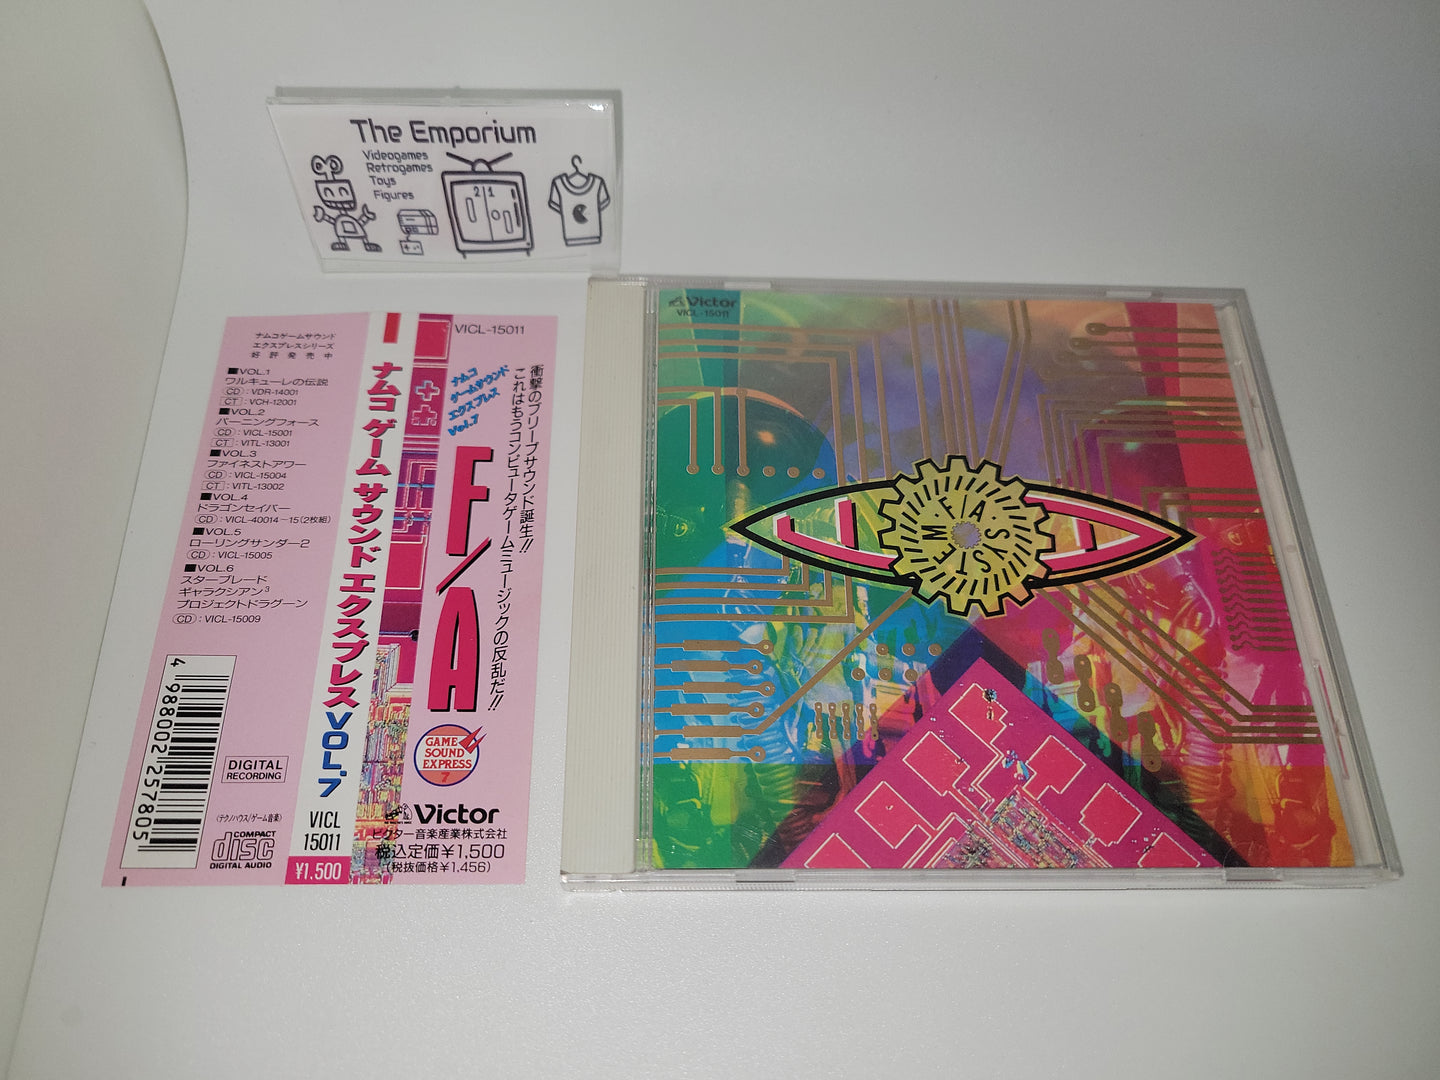 The Emporium
Videogames
Retrogames
Toys
Figures
2 1
ナムコゲームサウンド
エクスプレスシリーズ
好評発売中
■VOL.1
ワルキューレの伝説
CD : VDR-14001
CT : VCH-12001
■VOL.2
バーニングフォース
CD : VICL-15001
CT : VITL-13001
■VOL.3
ファイネストアワー
CD : VICL-15004
CT : VITL-13002
■VOL.4
ドラゴンセイバー
CD : VICL-40014~15(2枚組)
■VOL.5
ローリングサンダー2
CD : VICL-15005
■VOL.6
スターブレード
ギャラクシアン³
プロジェクトドラグーン
CD : VICL-15009
4 988002 257805
DIGITAL
RECORDING
(テクノハウス/ゲーム音楽)
COMPACT
disc
DIGITAL AUDIO
ナムコ ゲームサウンド エクスプレス VOL.7
VICL
15011
¥1,500
VICL-15011
衝撃のブリープサウンド誕生!!
これはもうコンピュータゲームミュージックの反乱だ!!
ナムコ
ゲームサウンド
エクスプレス
Vol.7
F/A
GAME
SOUND
EXPRESS
7
Victor
ビクター音楽産業株式会社
税込定価¥1,500
(税抜価格¥1,456)
Victor
VICL-15011
F A SYSTEM